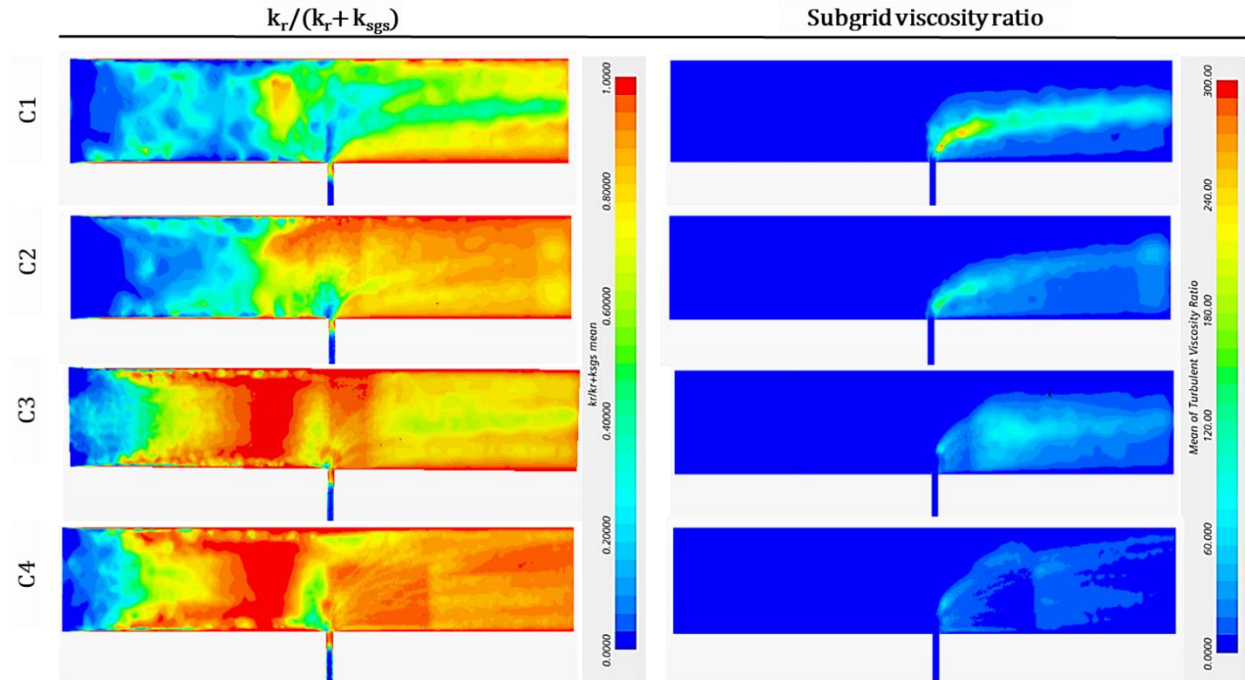 kr/(kr+ ksgs)
Subgrid viscosity ratio
C1
C2
C3
C4
1.0000
0.80000
0.60000
0.40000
0.20000
0.0000
kr/kr+ksgs mean
300.00
240.00
180.00
120.00
60.000
0.0000
Mean of Turbulent Viscosity Ratio